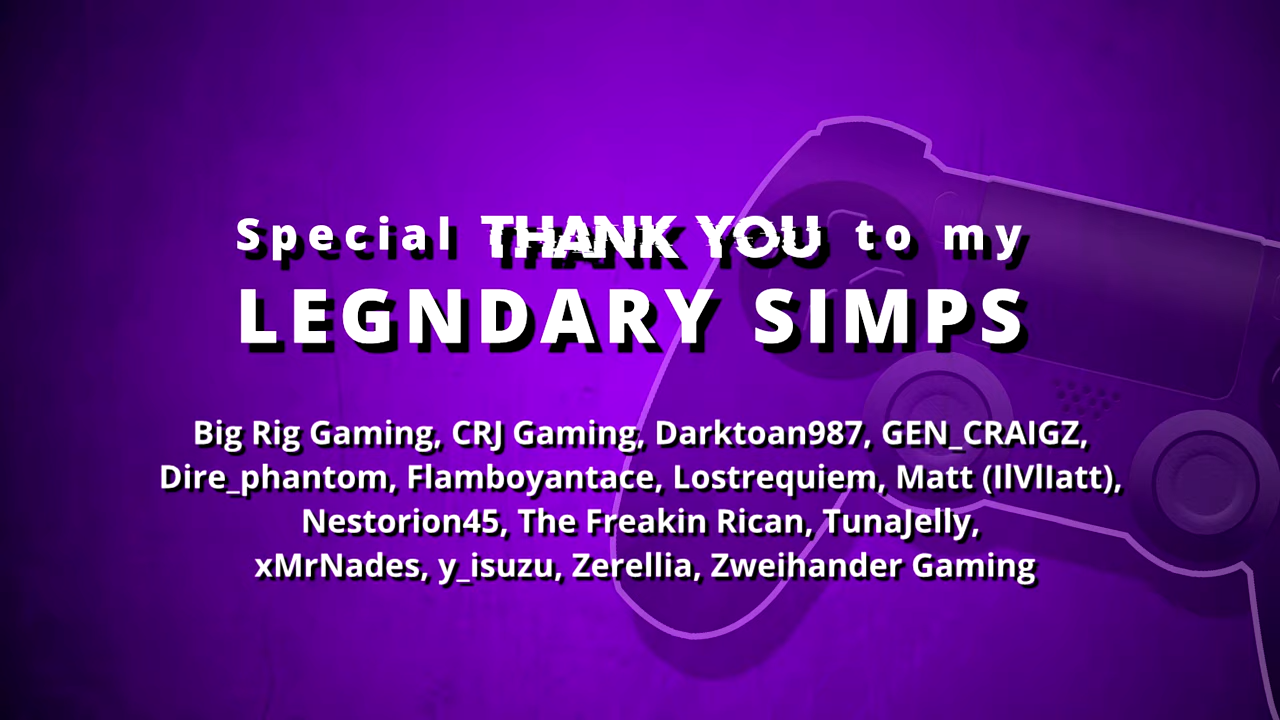 Special THANK YOU to my
LEGNDARY SIMPS
Big Rig Gaming, CRJ Gaming, Darktoan987, GEN_CRAIGZ,
Dire_phantom, Flamboyantace, Lostrequiem, Matt (IlVlIatt),
Nestorion45, The Freakin Rican, TunaJelly,
xMrNades, y_isuzu, Zerellia, Zweihander Gaming